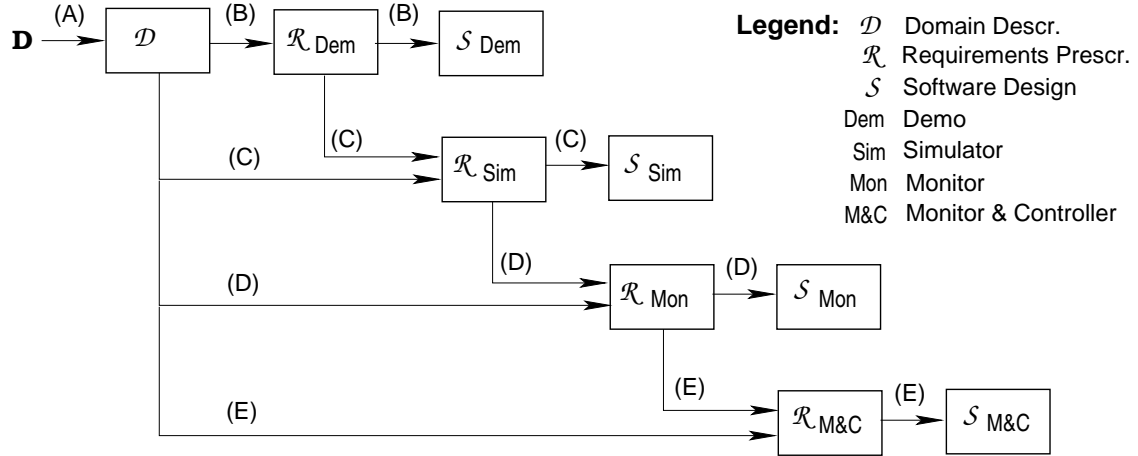 (A) (B) (B)
D 𝒟 ℛ Dem 𝒮 Dem
Legend: 𝒟 Domain Descr.
ℛ Requirements Prescr.
𝒮 Software Design
Dem Demo
Sim Simulator
Mon Monitor
M&C Monitor & Controller
(C) (C) (C)
ℛ Sim 𝒮 Sim
(D) (D) (D)
ℛ Mon 𝒮 Mon
(E) (E) (E)
ℛ M&C 𝒮 M&C